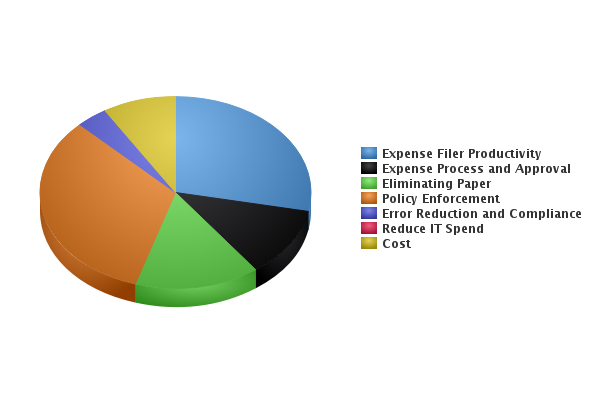 Expense Filer Productivity
Expense Process and Approval
Eliminating Paper
Policy Enforcement
Error Reduction and Compliance
Reduce IT Spend
Cost